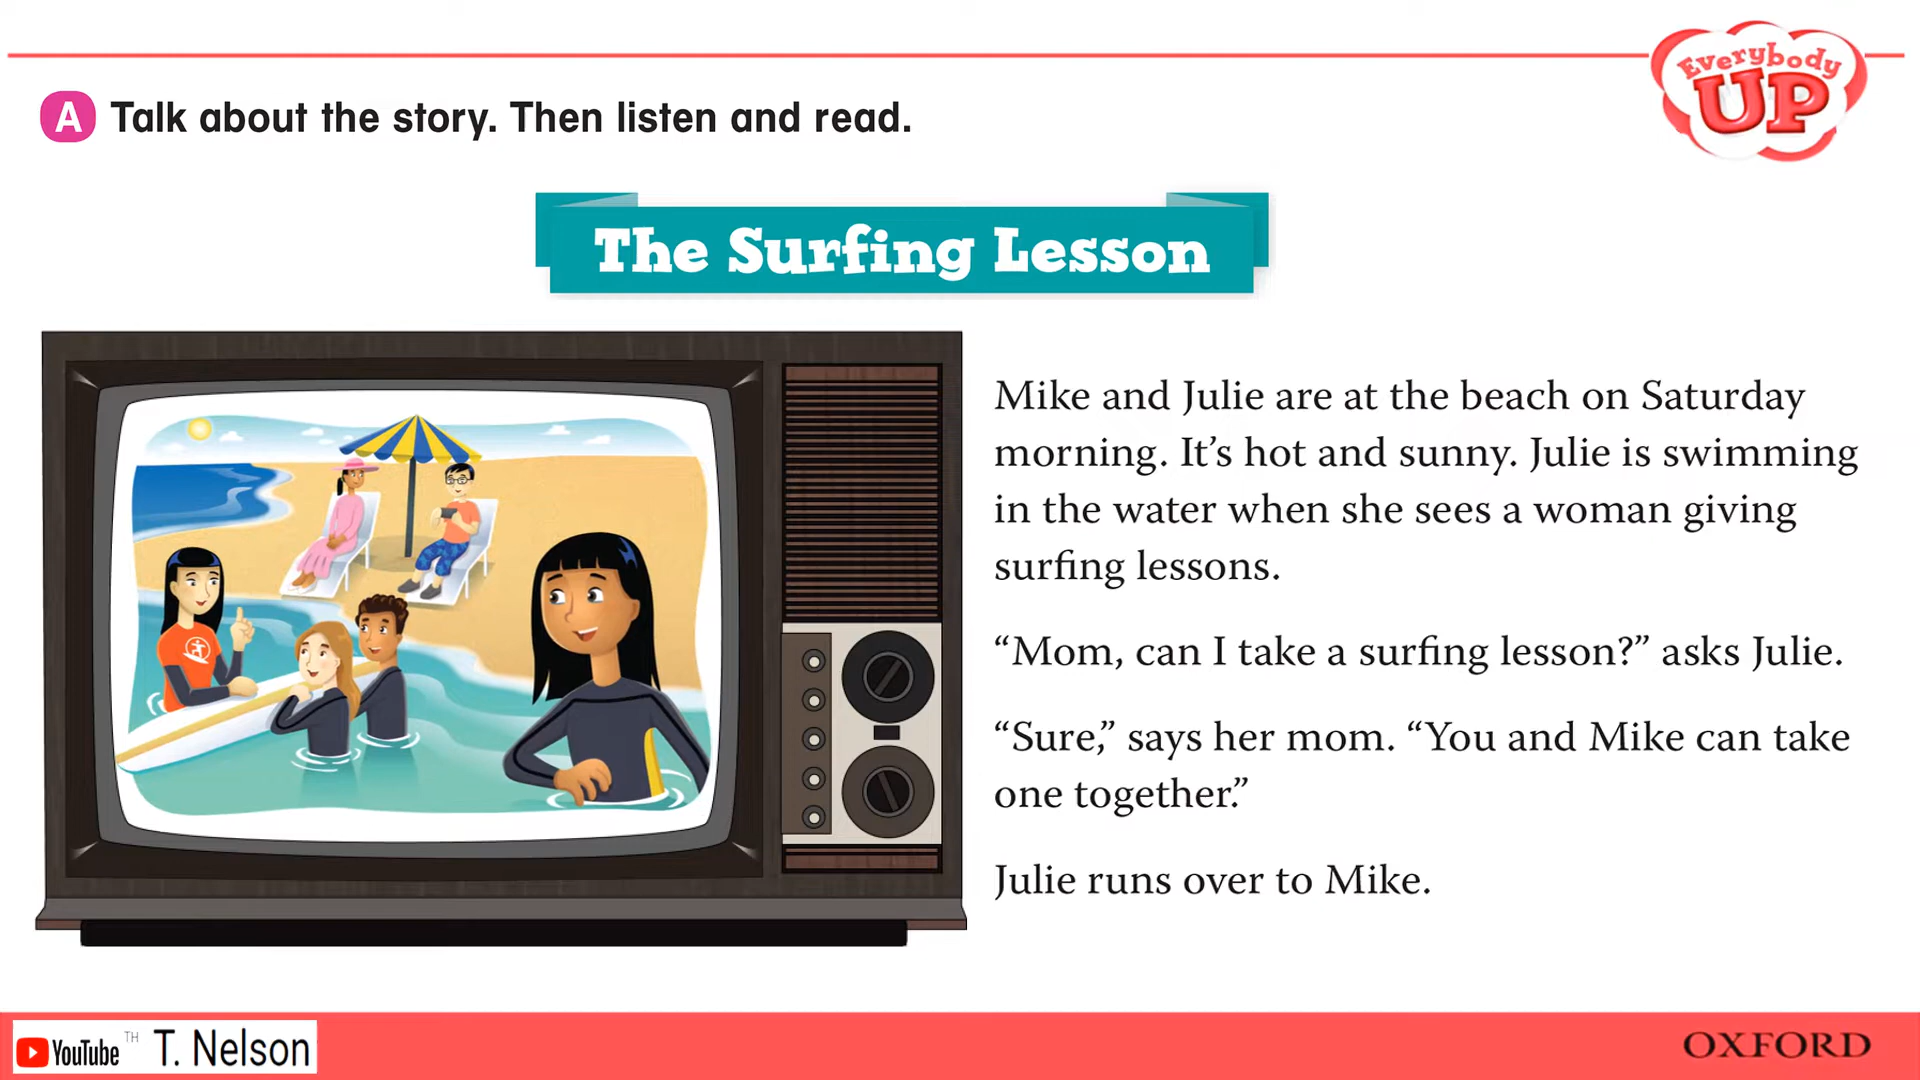 Everybody
UP
A Talk about the story. Then listen and read.
The Surfing Lesson
Mike and Julie are at the beach on Saturday
morning. It's hot and sunny. Julie is swimming
in the water when she sees a woman giving
surfing lessons.
“Mom, can I take a surfing lesson?” asks Julie.
“Sure,” says her mom. “You and Mike can take
one together.”
Julie runs over to Mike.
YouTube TH T. Nelson
OXFORD